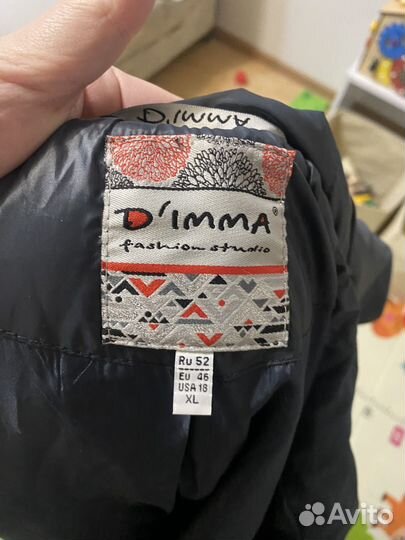 D'IMMA
D'IMMA®
fashion studio
Ru 52
EU 46
USA 18
XL
Avito